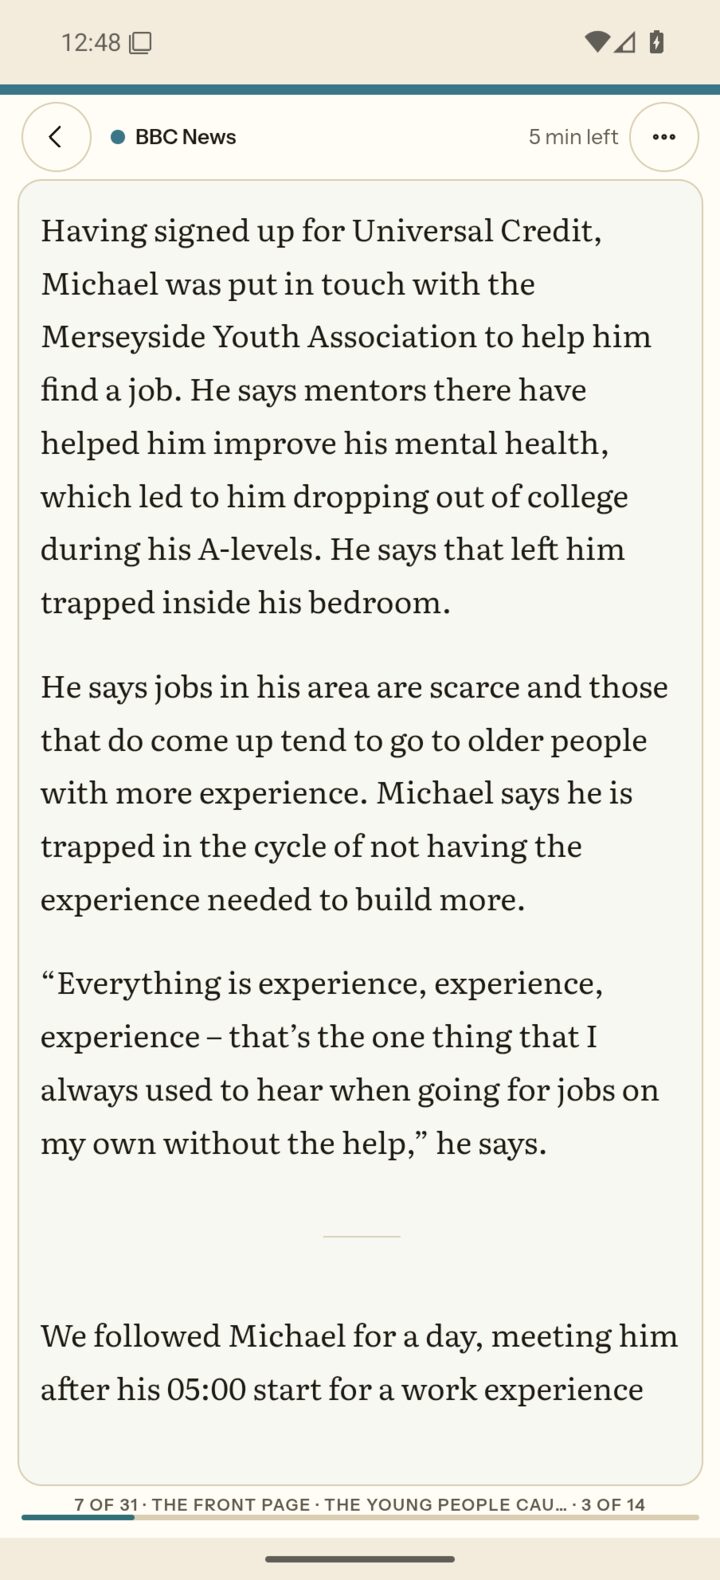 12:48
BBC News
5 min left
Having signed up for Universal Credit,
Michael was put in touch with the
Merseyside Youth Association to help him
find a job. He says mentors there have
helped him improve his mental health,
which led to him dropping out of college
during his A-levels. He says that left him
trapped inside his bedroom.
He says jobs in his area are scarce and those
that do come up tend to go to older people
with more experience. Michael says he is
trapped in the cycle of not having the
experience needed to build more.
“Everything is experience, experience,
experience – that’s the one thing that I
always used to hear when going for jobs on
my own without the help,” he says.
We followed Michael for a day, meeting him
after his 05:00 start for a work experience
7 OF 31 · THE FRONT PAGE · THE YOUNG PEOPLE CAU… · 3 OF 14